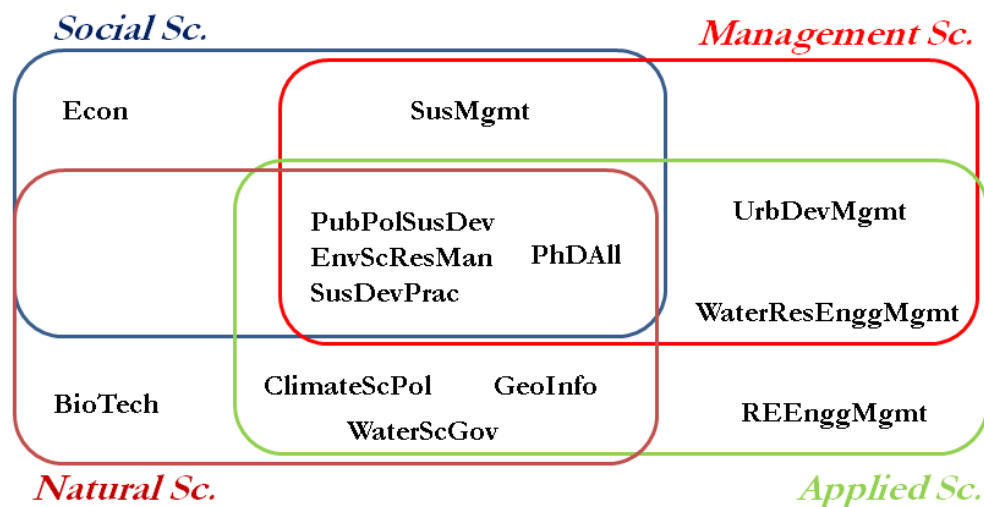 Social Sc.
Management Sc.
Econ
SusMgmt
PubPolSusDev
EnvScResMan
SusDevPrac
PhDAll
UrbDevMgmt
WaterResEnggMgmt
BioTech
ClimateScPol
GeoInfo
WaterScGov
REEnggMgmt
Natural Sc.
Applied Sc.